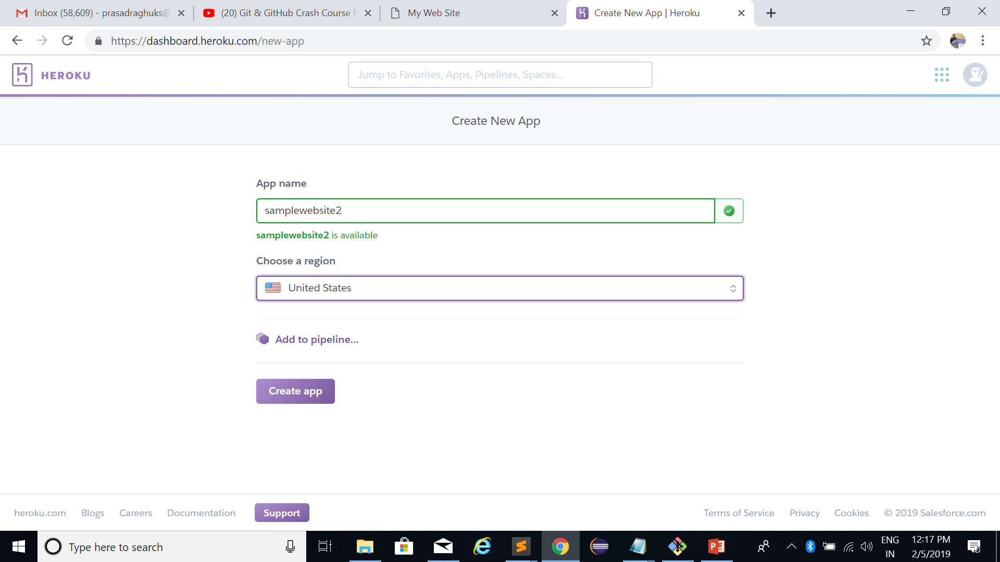 Inbox (58,609) - prasadraghuks@
(20) Git & GitHub Crash Course F
My Web Site
Create New App | Heroku
https://dashboard.heroku.com/new-app
HEROKU
Jump to Favorites, Apps, Pipelines, Spaces...
Create New App
App name
samplewebsite2
samplewebsite2 is available
Choose a region
United States
Add to pipeline...
Create app
heroku.com
Blogs
Careers
Documentation
Support
Terms of Service
Privacy
Cookies
© 2019 Salesforce.com
Type here to search
ENG
IN
12:17 PM
2/5/2019